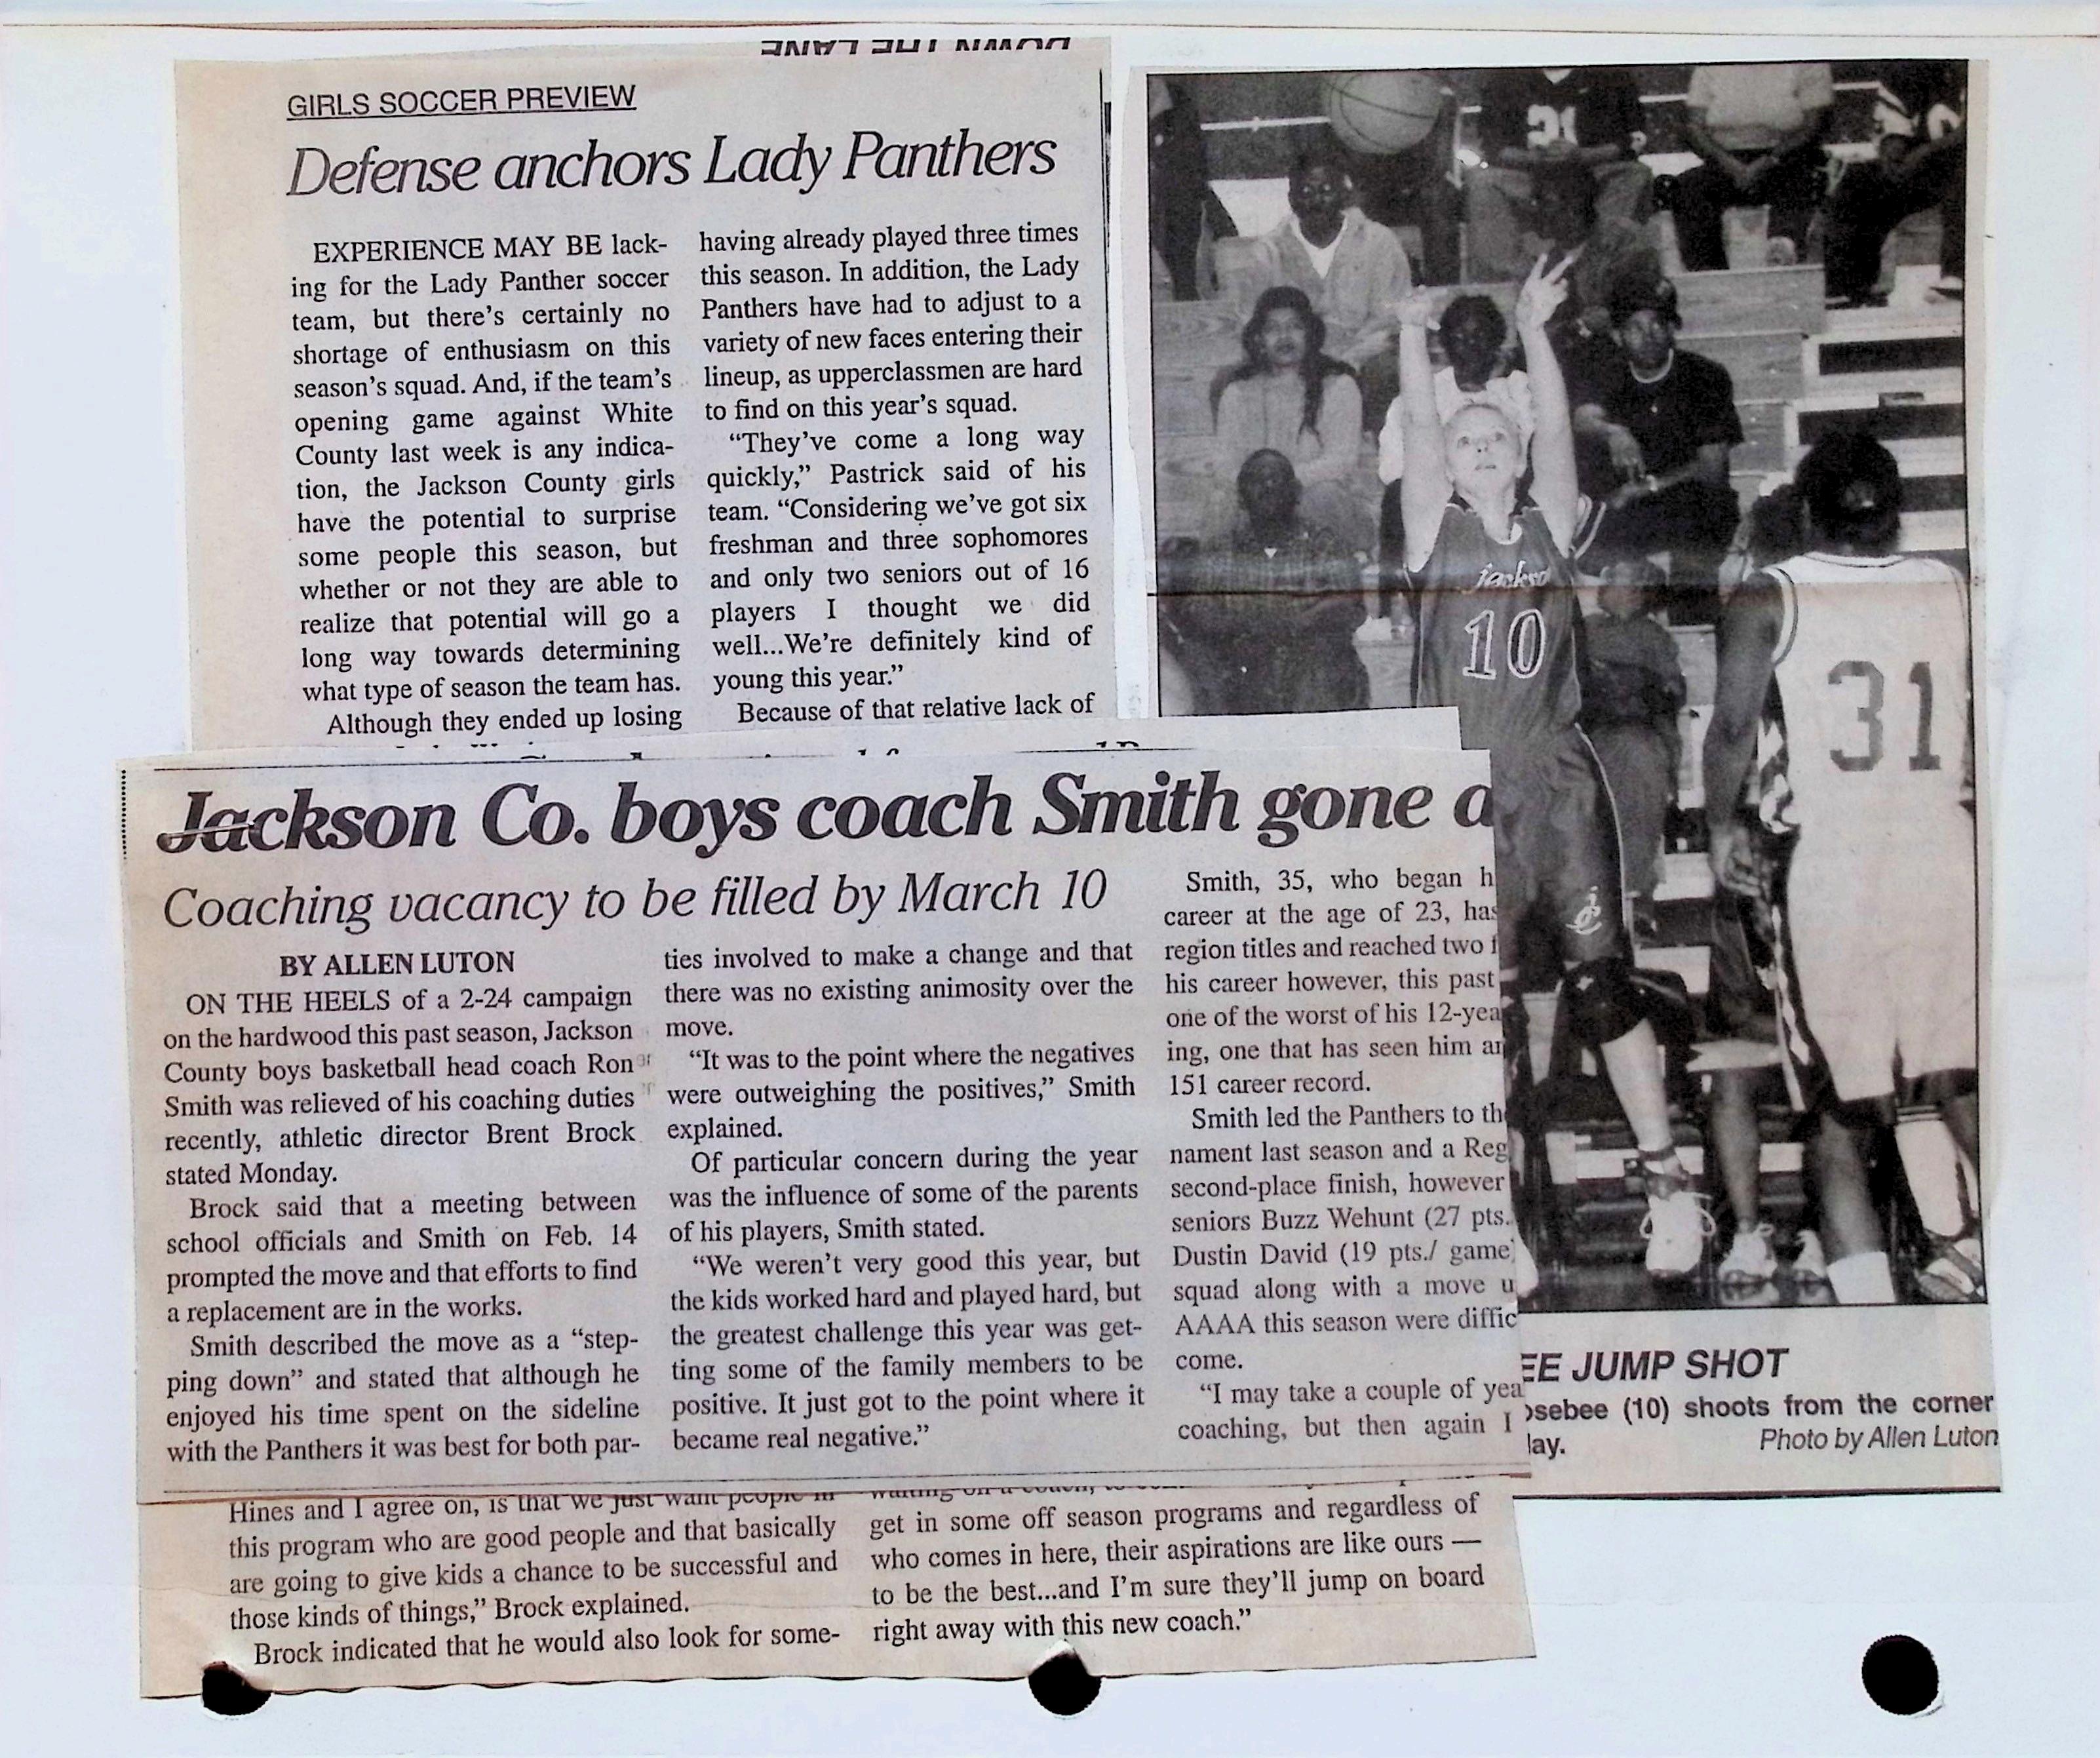 DOWN THE LANE
GIRLS SOCCER PREVIEW
Defense anchors Lady Panthers
EXPERIENCE MAY BE lack-
ing for the Lady Panther soccer
team, but there's certainly no
shortage of enthusiasm on this
season's squad. And, if the team's
opening game against White
County last week is any indica-
tion, the Jackson County girls
have the potential to surprise
some people this season, but
whether or not they are able to
realize that potential will go a
long way towards determining
what type of season the team has.
Although they ended up losing
having already played three times
this season. In addition, the Lady
Panthers have had to adjust to a
variety of new faces entering their
lineup, as upperclassmen are hard
to find on this year's squad.
“They've come a long way
quickly,” Pastrick said of his
team. “Considering we've got six
freshman and three sophomores
and only two seniors out of 16
players I thought we did
well...We're definitely kind of
young this year.”
Because of that relative lack of
jackso
10
31
Jackson Co. boys coach Smith gone a
Coaching vacancy to be filled by March 10
BY ALLEN LUTON
ON THE HEELS of a 2-24 campaign
on the hardwood this past season, Jackson
County boys basketball head coach Ron
Smith was relieved of his coaching duties
recently, athletic director Brent Brock
stated Monday.
Brock said that a meeting between
school officials and Smith on Feb. 14
prompted the move and that efforts to find
a replacement are in the works.
Smith described the move as a “step-
ping down” and stated that although he
enjoyed his time spent on the sideline
with the Panthers it was best for both par-
ties involved to make a change and that
there was no existing animosity over the
move.
“It was to the point where the negatives
were outweighing the positives,” Smith
explained.
Of particular concern during the year
was the influence of some of the parents
of his players, Smith stated.
“We weren't very good this year, but
the kids worked hard and played hard, but
the greatest challenge this year was get-
ting some of the family members to be
positive. It just got to the point where it
became real negative.”
Smith, 35, who began h
career at the age of 23, has
region titles and reached two f
his career however, this past
one of the worst of his 12-yea
ing, one that has seen him an
151 career record.
Smith led the Panthers to the
nament last season and a Reg
second-place finish, however
seniors Buzz Wehunt (27 pts.
Dustin David (19 pts./ game)
squad along with a move u
AAAA this season were diffic
come.
“I may take a couple of yea
coaching, but then again I
EE JUMP SHOT
osebee (10) shoots from the corner
lay.
Photo by Allen Luton
Hines and I agree on, is that we just want people in
this program who are good people and that basically
are going to give kids a chance to be successful and
those kinds of things,” Brock explained.
Brock indicated that he would also look for some-
waiting on a coach,
get in some off season programs and regardless of
who comes in here, their aspirations are like ours —
to be the best...and I'm sure they'll jump on board
right away with this new coach.”